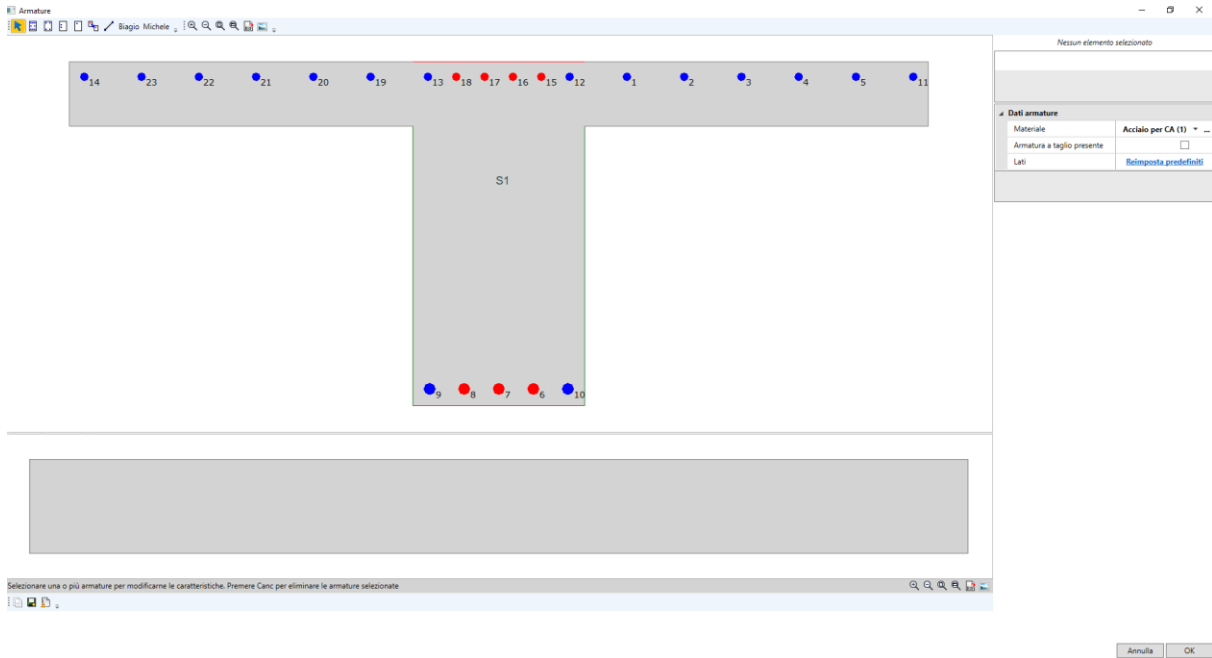 Armature
Biagio Michele
Nessun elemento selezionato
14 23 22 21 20 19 13 18 17 16 15 12 1 2 3 4 5 11
Dati armature
Materiale Acciaio per CA (1) ...
Armatura a taglio presente
Lati Reimposta predefiniti
S1
9 8 7 6 10
Selezionare una o più armature per modificarne le caratteristiche. Premere Canc per eliminare le armature selezionate
Annulla OK